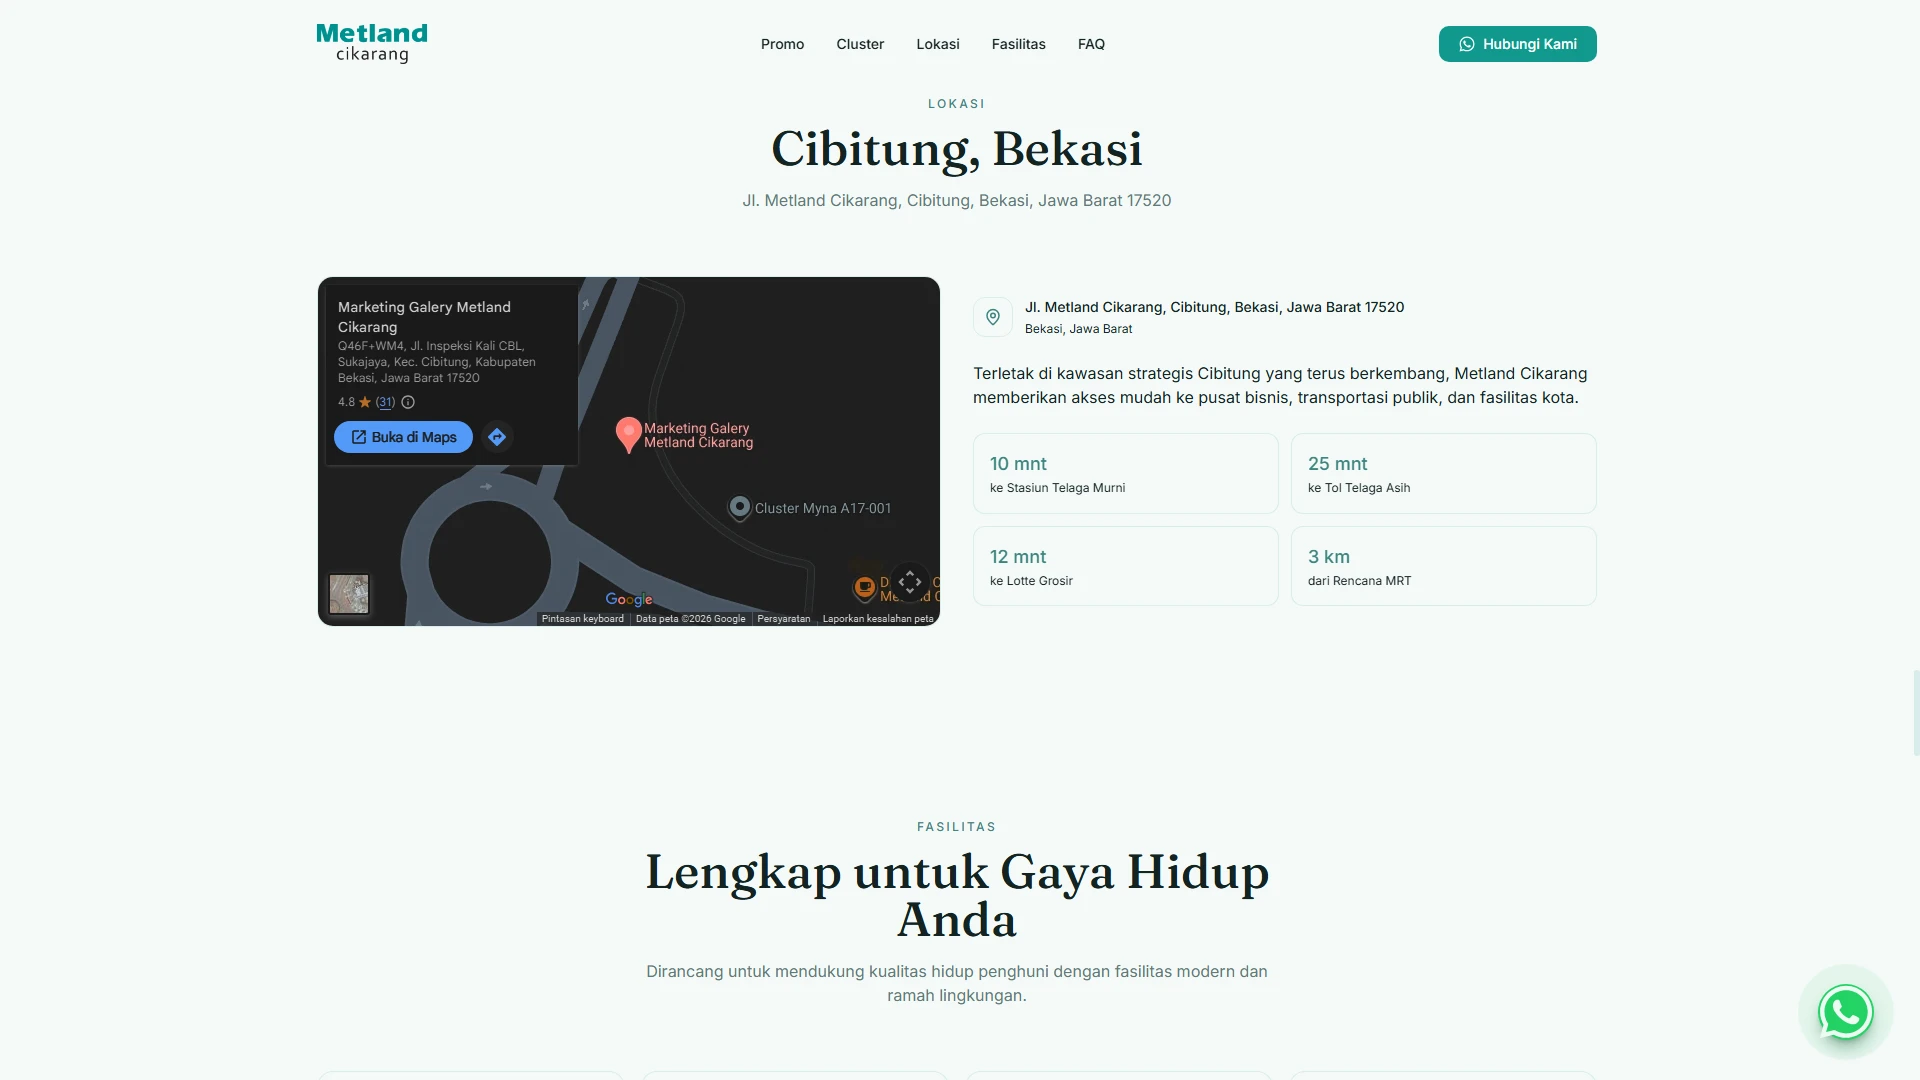 Metland
cikarang
Promo
Cluster
Lokasi
Fasilitas
FAQ
Hubungi Kami
LOKASI
Cibitung, Bekasi
Jl. Metland Cikarang, Cibitung, Bekasi, Jawa Barat 17520
Marketing Galery Metland
Cikarang
Q46F+WM4, Jl. Inspeksi Kali CBL,
Sukajaya, Kec. Cibitung, Kabupaten
Bekasi, Jawa Barat 17520
4.8 (31)
Buka di Maps
Marketing Galery
Metland Cikarang
Cluster Myna A17-001
Google
Pintasan keyboard
Data peta ©2026 Google
Persyaratan
Laporkan kesalahan peta
Jl. Metland Cikarang, Cibitung, Bekasi, Jawa Barat 17520
Bekasi, Jawa Barat
Terletak di kawasan strategis Cibitung yang terus berkembang, Metland Cikarang
memberikan akses mudah ke pusat bisnis, transportasi publik, dan fasilitas kota.
10 mnt
ke Stasiun Telaga Murni
25 mnt
ke Tol Telaga Asih
12 mnt
ke Lotte Grosir
3 km
dari Rencana MRT
FASILITAS
Lengkap untuk Gaya Hidup
Anda
Dirancang untuk mendukung kualitas hidup penghuni dengan fasilitas modern dan
ramah lingkungan.